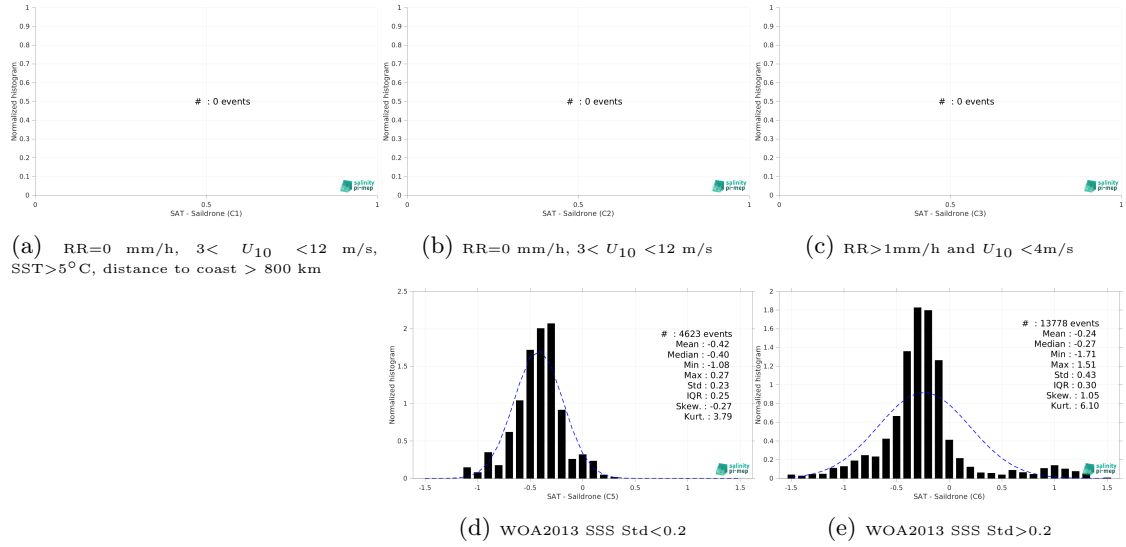 1
0.9
0.8
0.7
0.6
0.5
0.4
0.3
0.2
0.1
0
Normalized histogram
# : 0 events
salinity
pi-mep
0 0.5 1
SAT - Saildrone (C1)
(a) RR=0 mm/h, 3< U10 <12 m/s,
SST>5°C, distance to coast > 800 km
1
0.9
0.8
0.7
0.6
0.5
0.4
0.3
0.2
0.1
0
Normalized histogram
# : 0 events
salinity
pi-mep
0 0.5 1
SAT - Saildrone (C2)
(b) RR=0 mm/h, 3< U10 <12 m/s
1
0.9
0.8
0.7
0.6
0.5
0.4
0.3
0.2
0.1
0
Normalized histogram
# : 0 events
salinity
pi-mep
0 0.5 1
SAT - Saildrone (C3)
(c) RR>1mm/h and U10 <4m/s
2.5
2
1.5
1
0.5
0
Normalized histogram
# : 4623 events
Mean : -0.42
Median : -0.40
Min : -1.08
Max : 0.27
Std : 0.23
IQR : 0.25
Skew. : -0.27
Kurt. : 3.79
salinity
pi-mep
-1.5 -1 -0.5 0 0.5 1 1.5
SAT - Saildrone (C5)
(d) WOA2013 SSS Std<0.2
2
1.8
1.6
1.4
1.2
1
0.8
0.6
0.4
0.2
0
Normalized histogram
# : 13778 events
Mean : -0.24
Median : -0.27
Min : -1.71
Max : 1.51
Std : 0.43
IQR : 0.30
Skew. : 1.05
Kurt. : 6.10
salinity
pi-mep
-1.5 -1 -0.5 0 0.5 1 1.5
SAT - Saildrone (C6)
(e) WOA2013 SSS Std>0.2